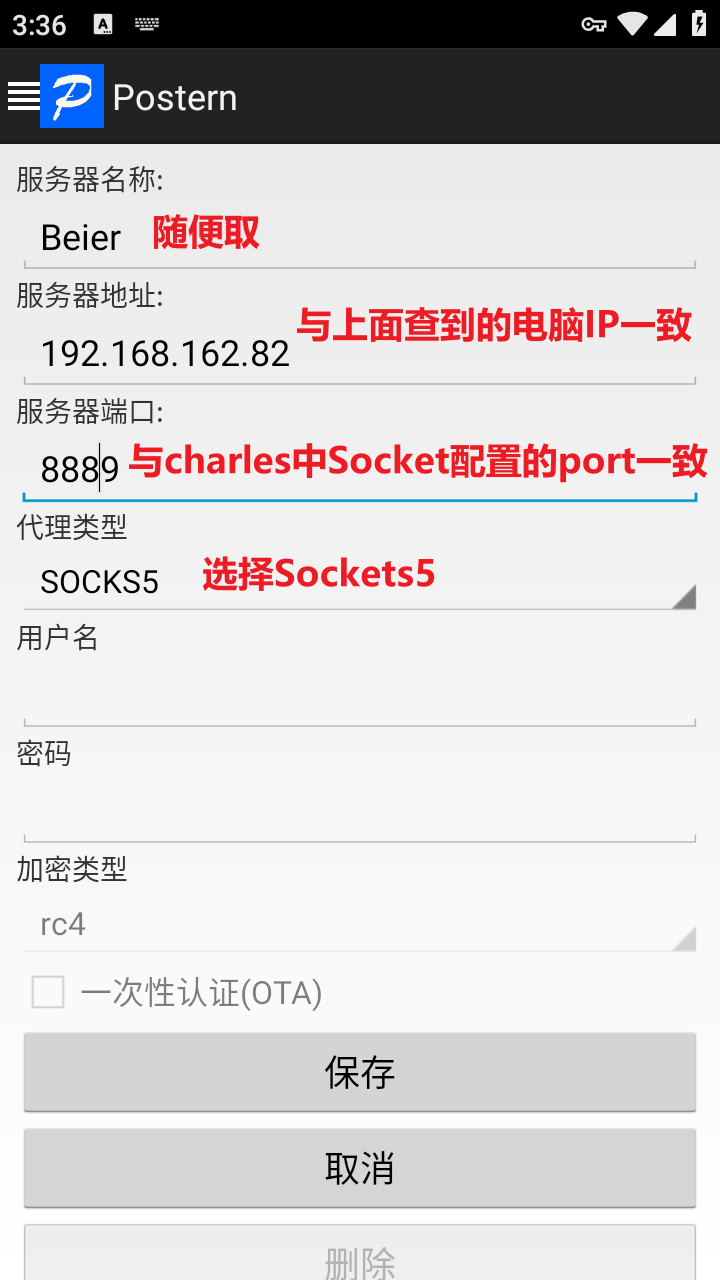 3:36
A
Postern
服务器名称:
Beier 随便取
服务器地址:
与上面查到的电脑IP一致
192.168.162.82
服务器端口:
8889 与charles中Socket配置的port一致
代理类型
SOCKS5 选择Sockets5
用户名
密码
加密类型
rc4
一次性认证(OTA)
保存
取消
删除